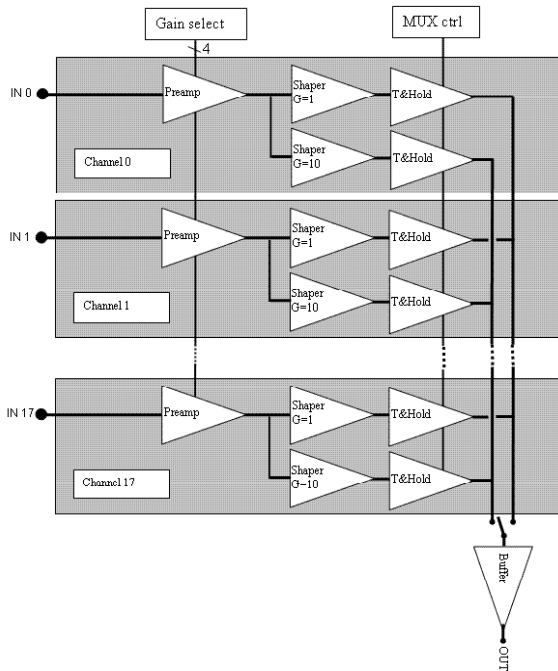 Gain select
MUX ctrl
4
IN 0
Preamp
Shaper
G=1
T&Hold
Shaper
G=10
T&Hold
Channel 0
IN 1
Preamp
Shaper
G=1
T&Hold
Shaper
G=10
T&Hold
Channel 1
IN 17
Preamp
Shaper
G=1
T&Hold
Shaper
G=10
T&Hold
Channel 17
Buffer
OUT